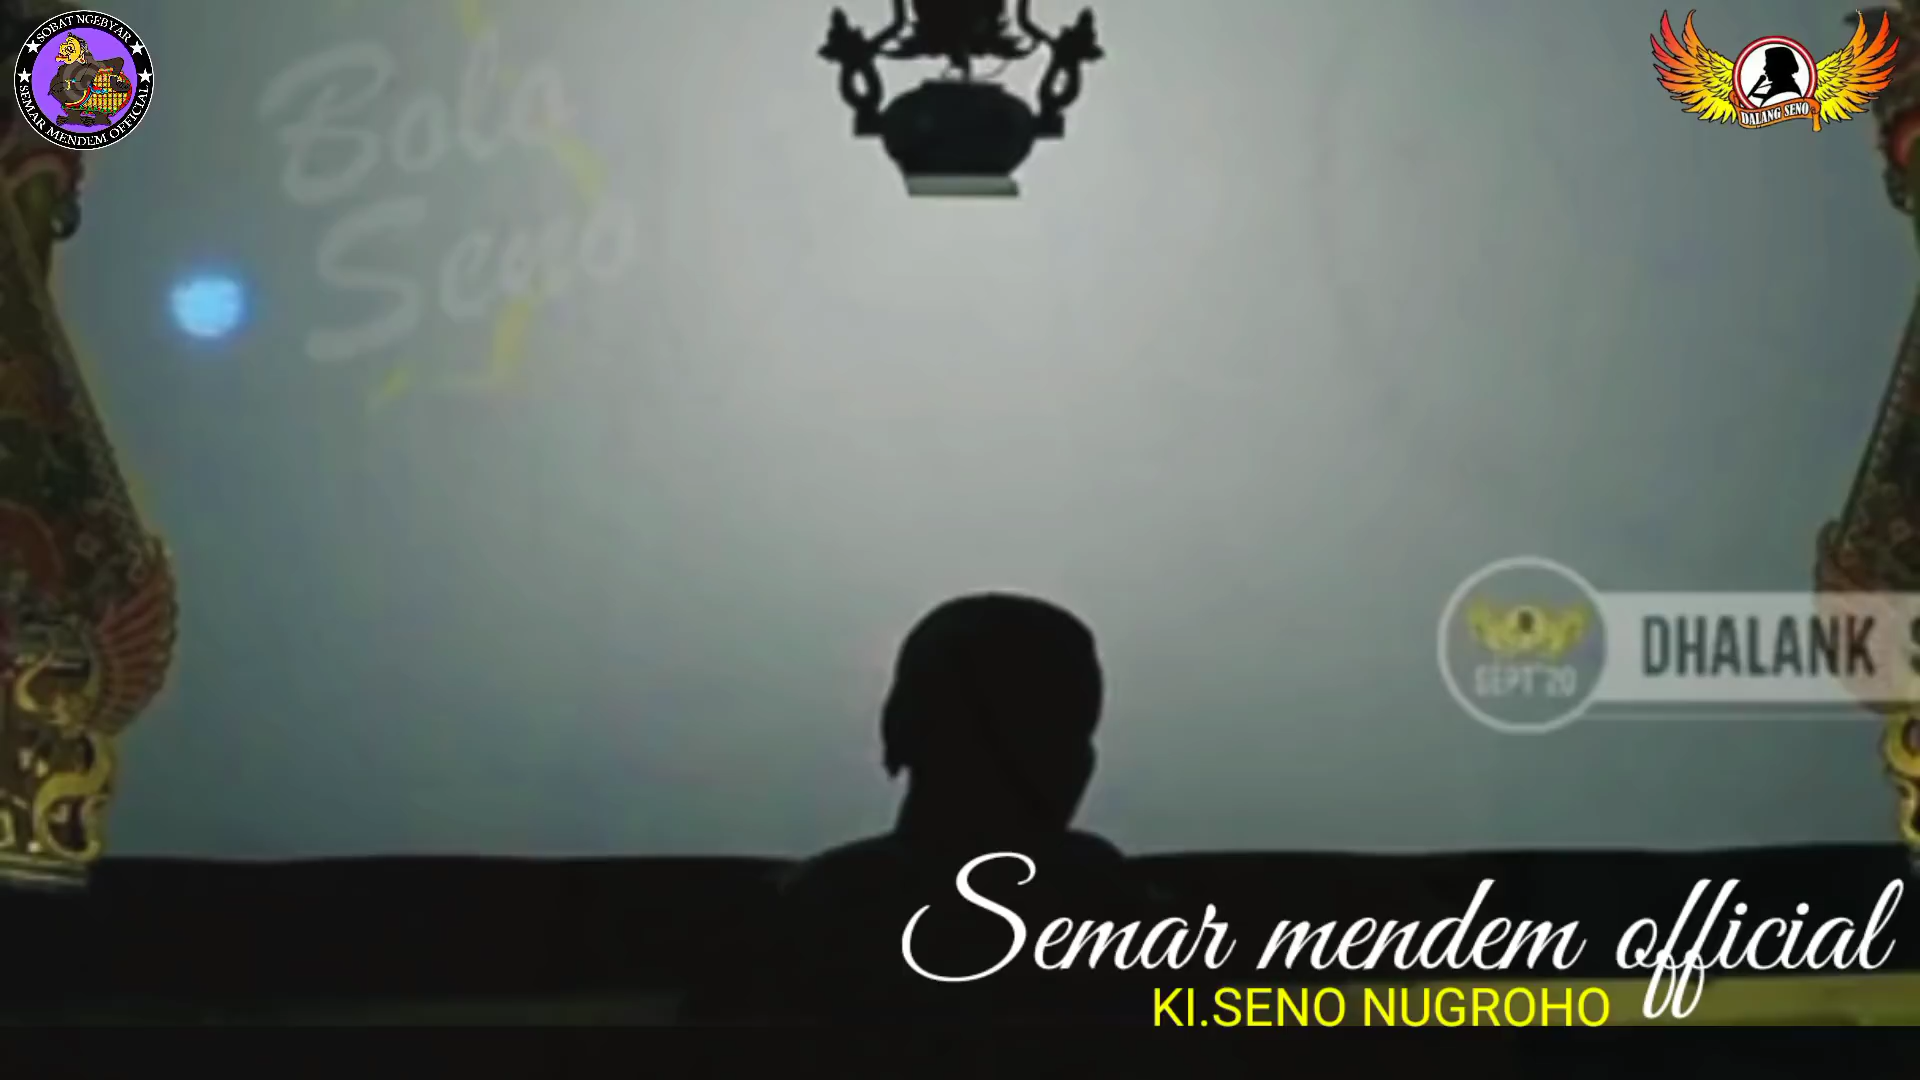 SOBAT NGEBYAR
SEMAR MENDEM OFFICIAL
Bolo
Seno
DALANG SENO
SEPT'20
DHALANK S
Semar mendem official
KI.SENO NUGROHO